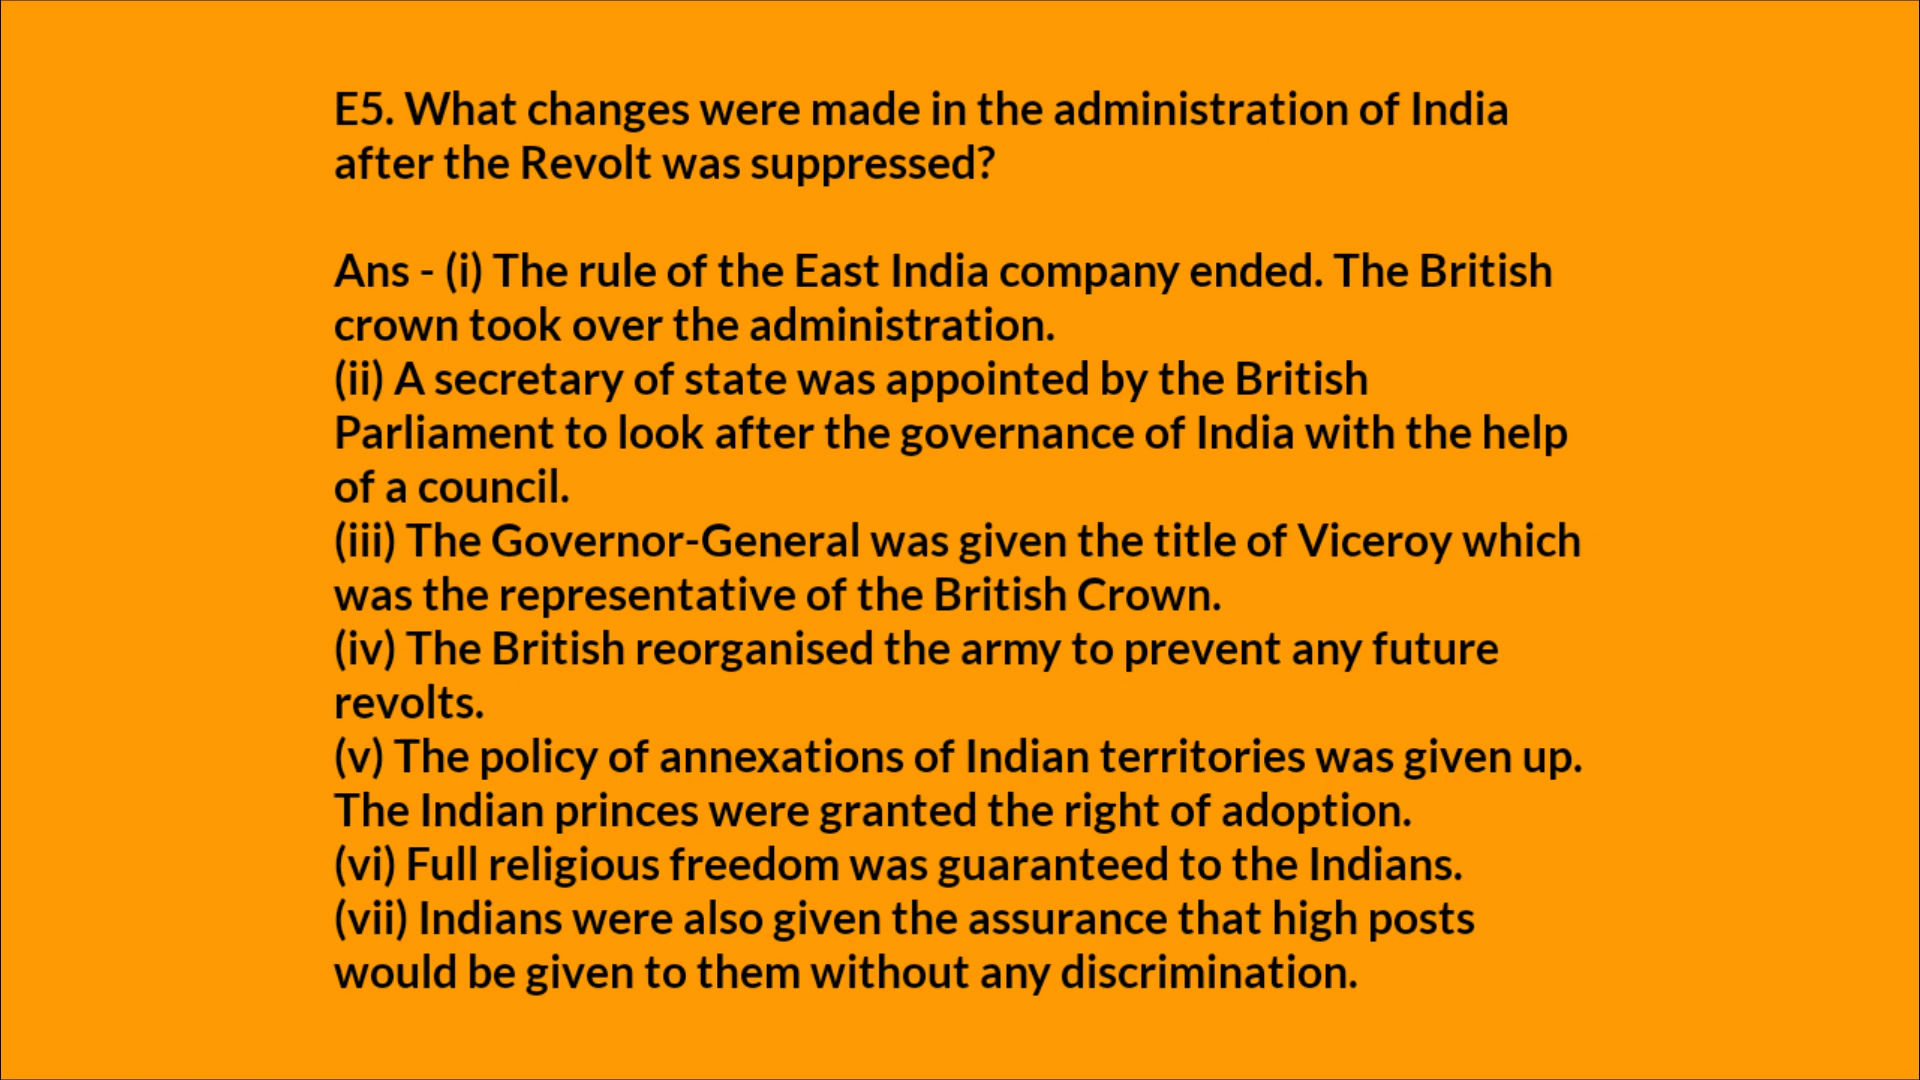 E5. What changes were made in the administration of India
after the Revolt was suppressed?
Ans - (i) The rule of the East India company ended. The British
crown took over the administration.
(ii) A secretary of state was appointed by the British
Parliament to look after the governance of India with the help
of a council.
(iii) The Governor-General was given the title of Viceroy which
was the representative of the British Crown.
(iv) The British reorganised the army to prevent any future
revolts.
(v) The policy of annexations of Indian territories was given up.
The Indian princes were granted the right of adoption.
(vi) Full religious freedom was guaranteed to the Indians.
(vii) Indians were also given the assurance that high posts
would be given to them without any discrimination.